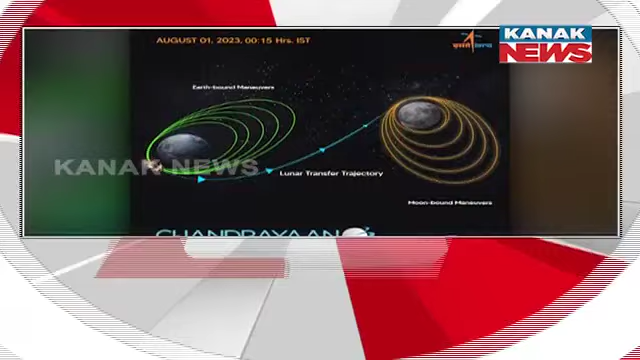 KANAK
NEWS
AUGUST 01, 2023, 00:15 Hrs. IST
Earth-bound Maneuvers
KANAK NEWS
Lunar Transfer Trajectory
Moon-bound Maneuvers
CHANDRAYAAN